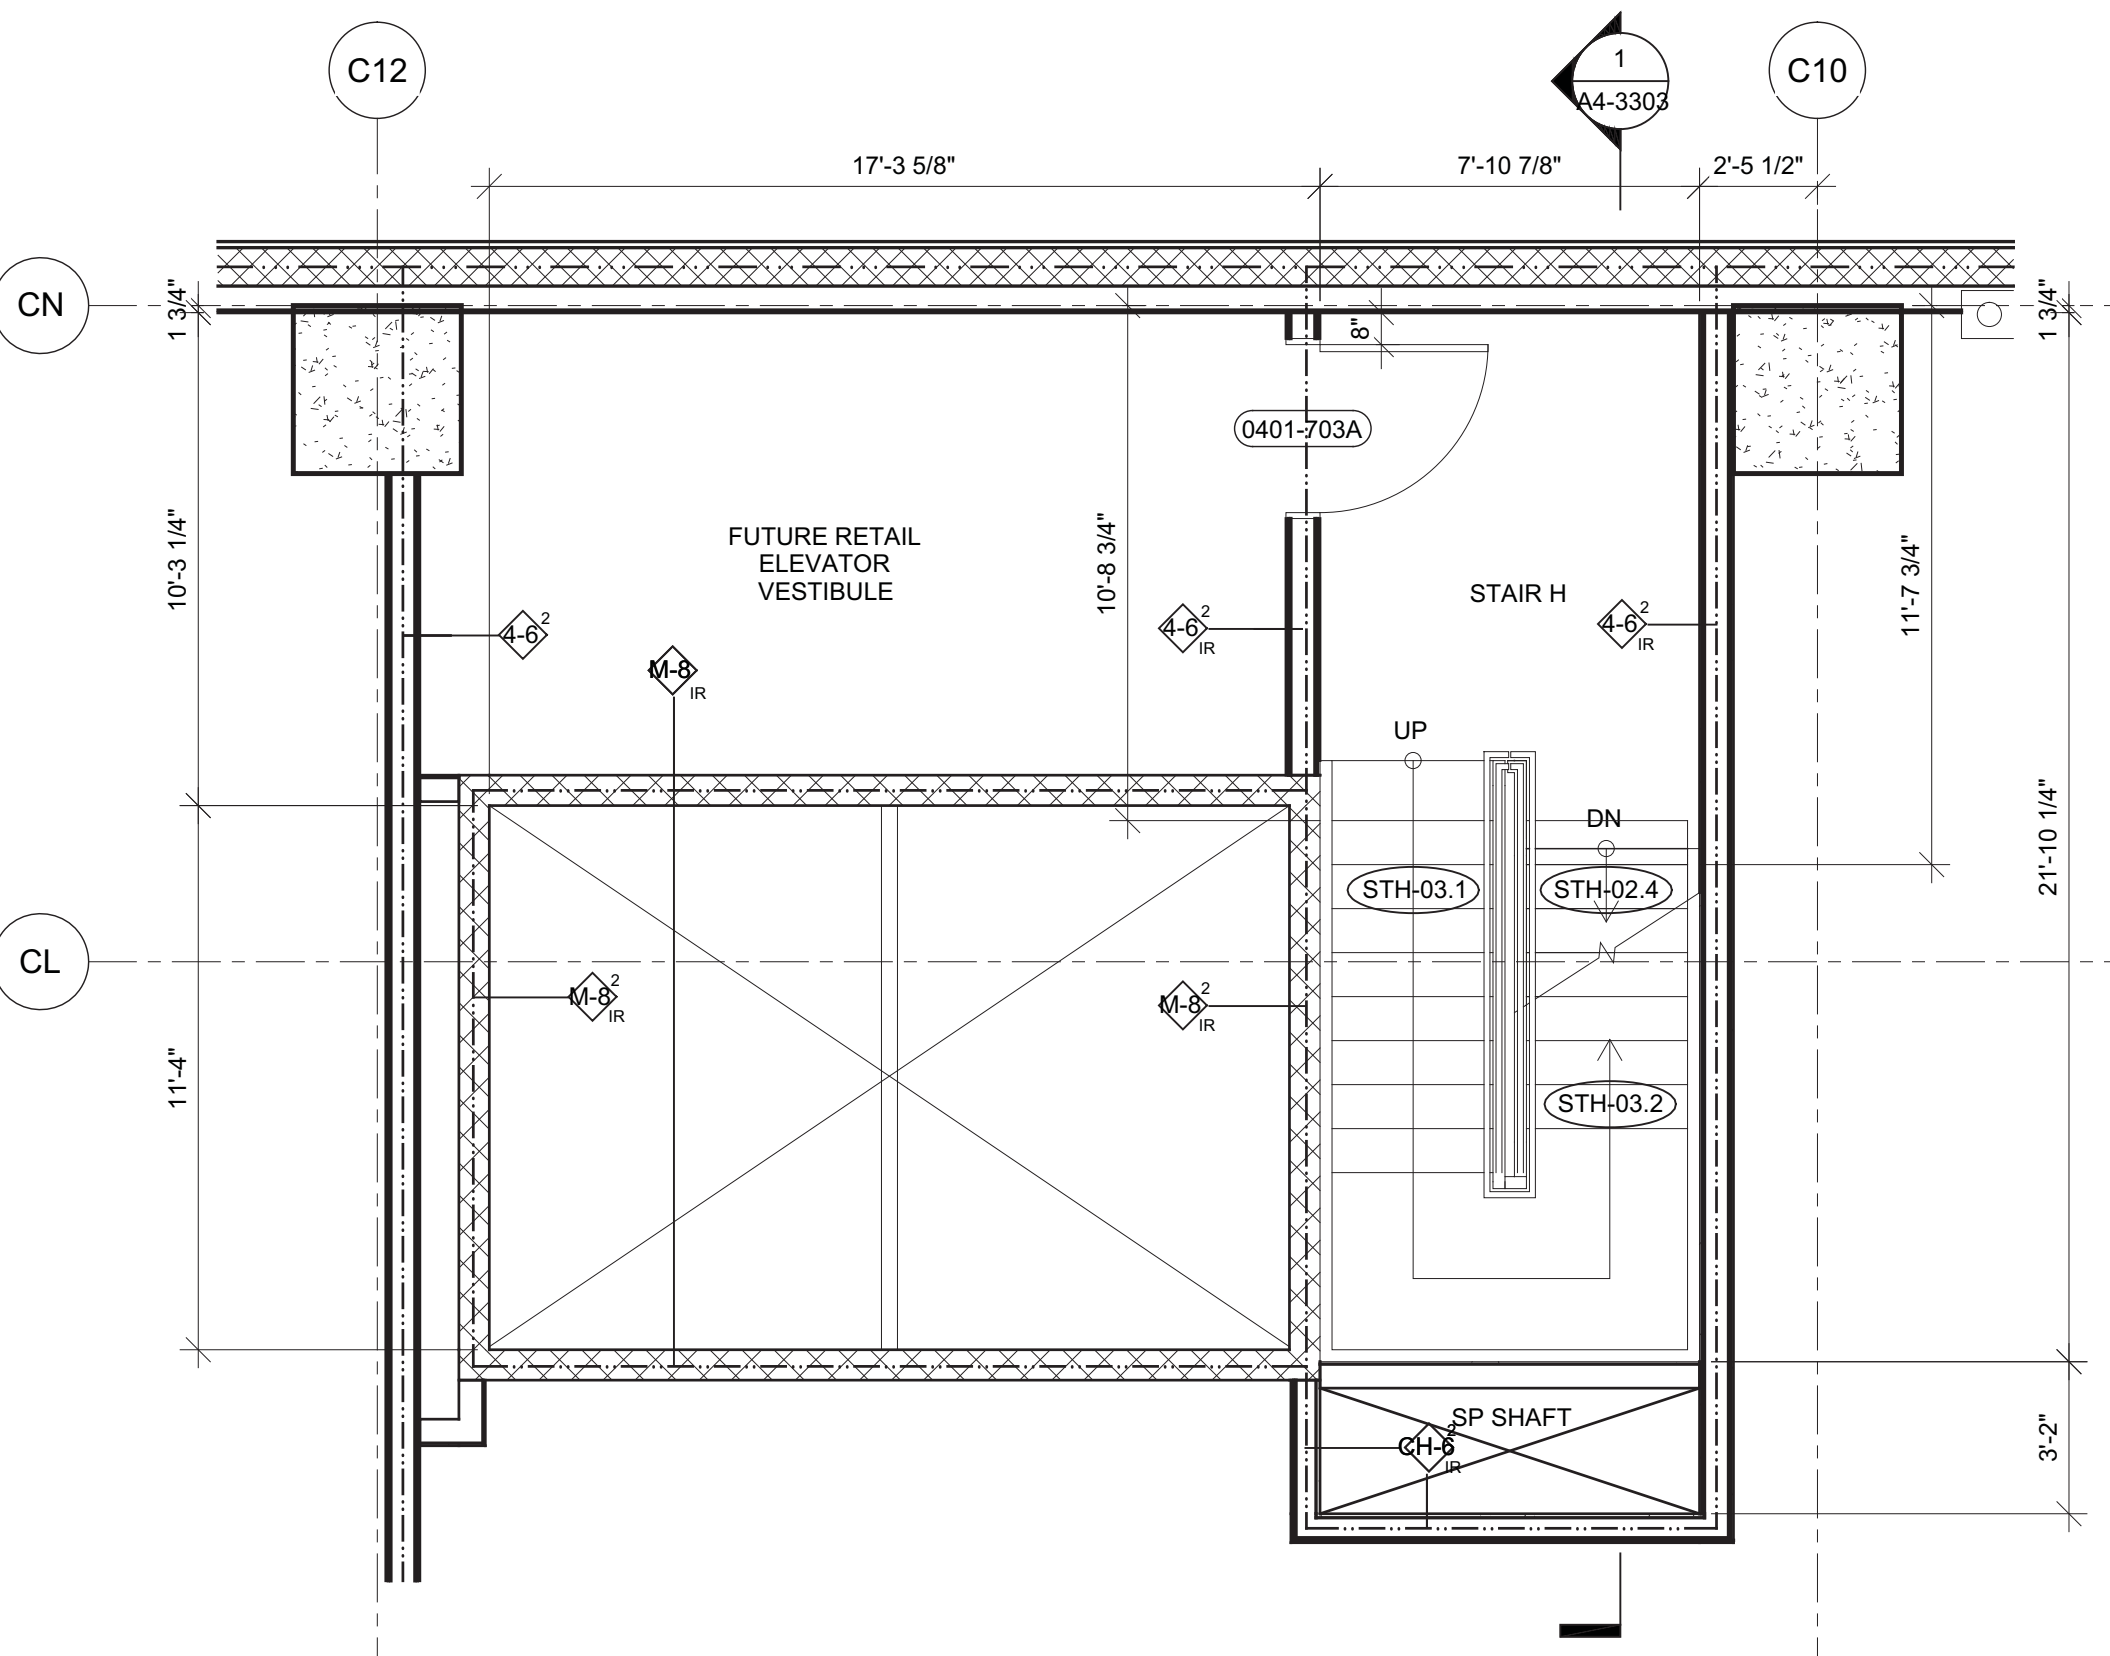 C12
1
A4-3303
C10
17'-3 5/8"
7'-10 7/8"
2'-5 1/2"
CN
1 3/4"
8"
1 3/4"
0401-703A
10'-3 1/4"
FUTURE RETAIL
ELEVATOR
VESTIBULE
10'-8 3/4"
STAIR H
11'-7 3/4"
4-6 2
4-6 2
IR
4-6 2
IR
M-8
IR
UP
DN
21'-10 1/4"
STH-03.1
STH-02.4
CL
M-8 2
IR
M-8 2
IR
11'-4"
STH-03.2
SP SHAFT
CH-6 2
IR
3'-2"